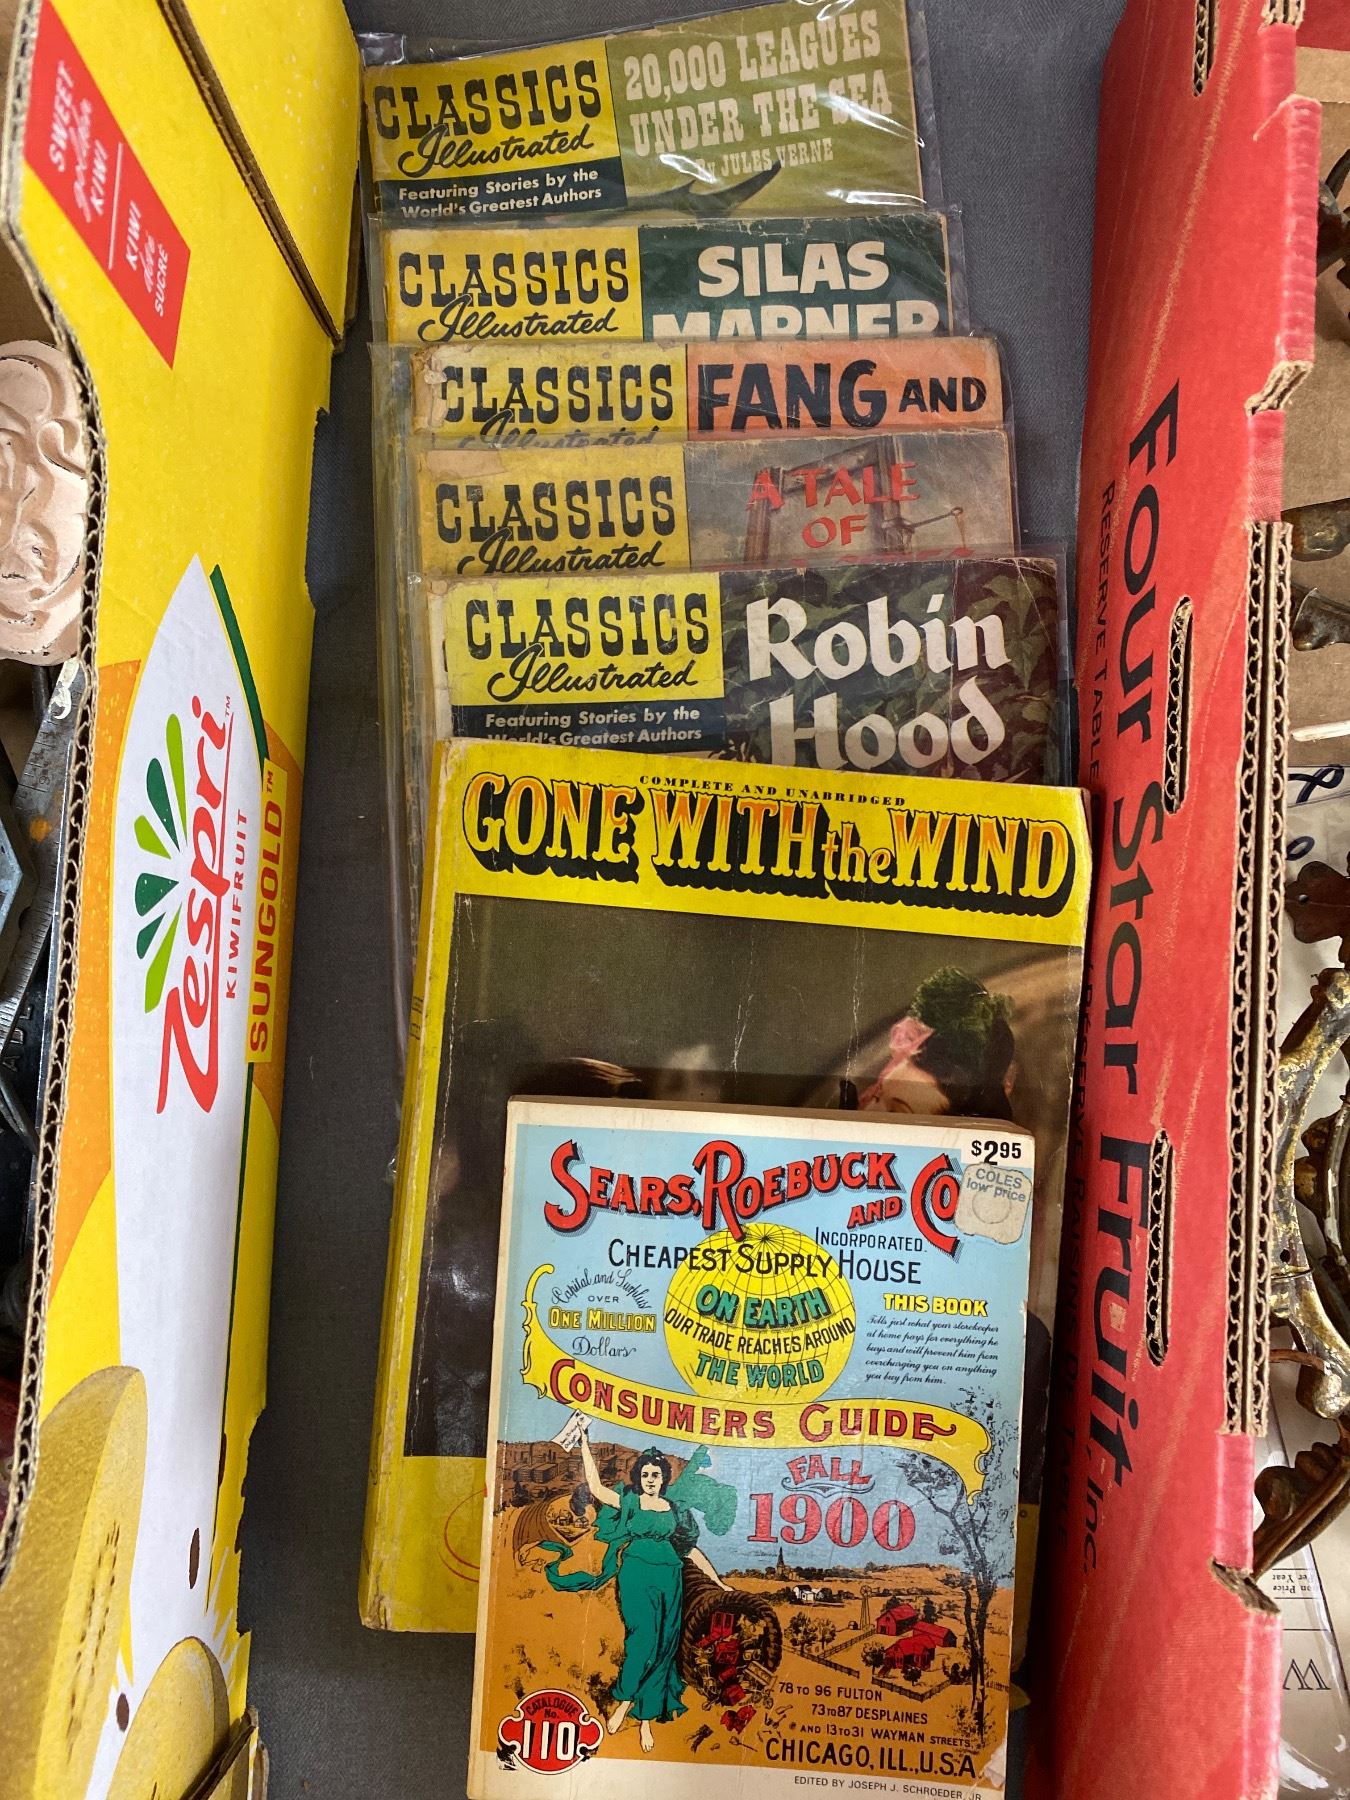 SWEET
golden
KIWI
KIWI
doré
SUCRÉ
Zespri™
KIWIFRUIT
SUNGOLD™
CLASSICS
Illustrated
Featuring Stories by the
World's Greatest Authors
20,000 LEAGUES
UNDER THE SEA
By JULES VERNE
CLASSICS
Illustrated
SILAS
MARNER
CLASSICS
Illustrated
FANG AND
CLASSICS
Illustrated
A TALE
OF
CLASSICS
Illustrated
Featuring Stories by the
World's Greatest Authors
Robin
Hood
COMPLETE AND UNABRIDGED
GONE WITH the WIND
$2.95
COLES
low price
SEARS, ROEBUCK
AND CO
INCORPORATED.
CHEAPEST SUPPLY HOUSE
ON EARTH
OUR TRADE REACHES AROUND
THE WORLD
Capital and Surplus
OVER
ONE MILLION
Dollars
THIS BOOK
Tells just what your storekeeper
at home pays for everything he
buys and will prevent him from
overcharging you on anything
you buy from him.
CONSUMERS GUIDE
FALL
1900
CATALOGUE
No.
110
78 TO 96 FULTON
73 TO 87 DESPLAINES
AND 13 TO 31 WAYMAN STREETS,
CHICAGO, ILL., U.S.A.
EDITED BY JOSEPH J. SCHROEDER, JR.
Four Star Fruit, Inc.
W